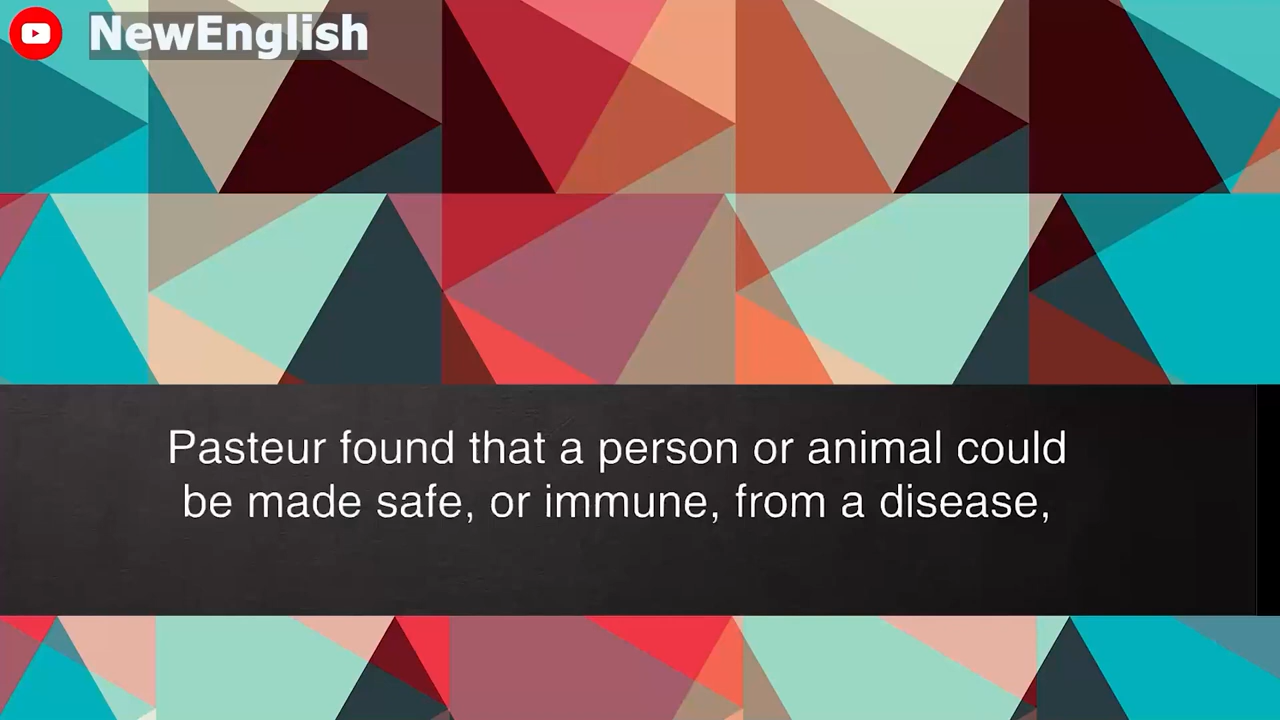 NewEnglish
Pasteur found that a person or animal could
be made safe, or immune, from a disease,